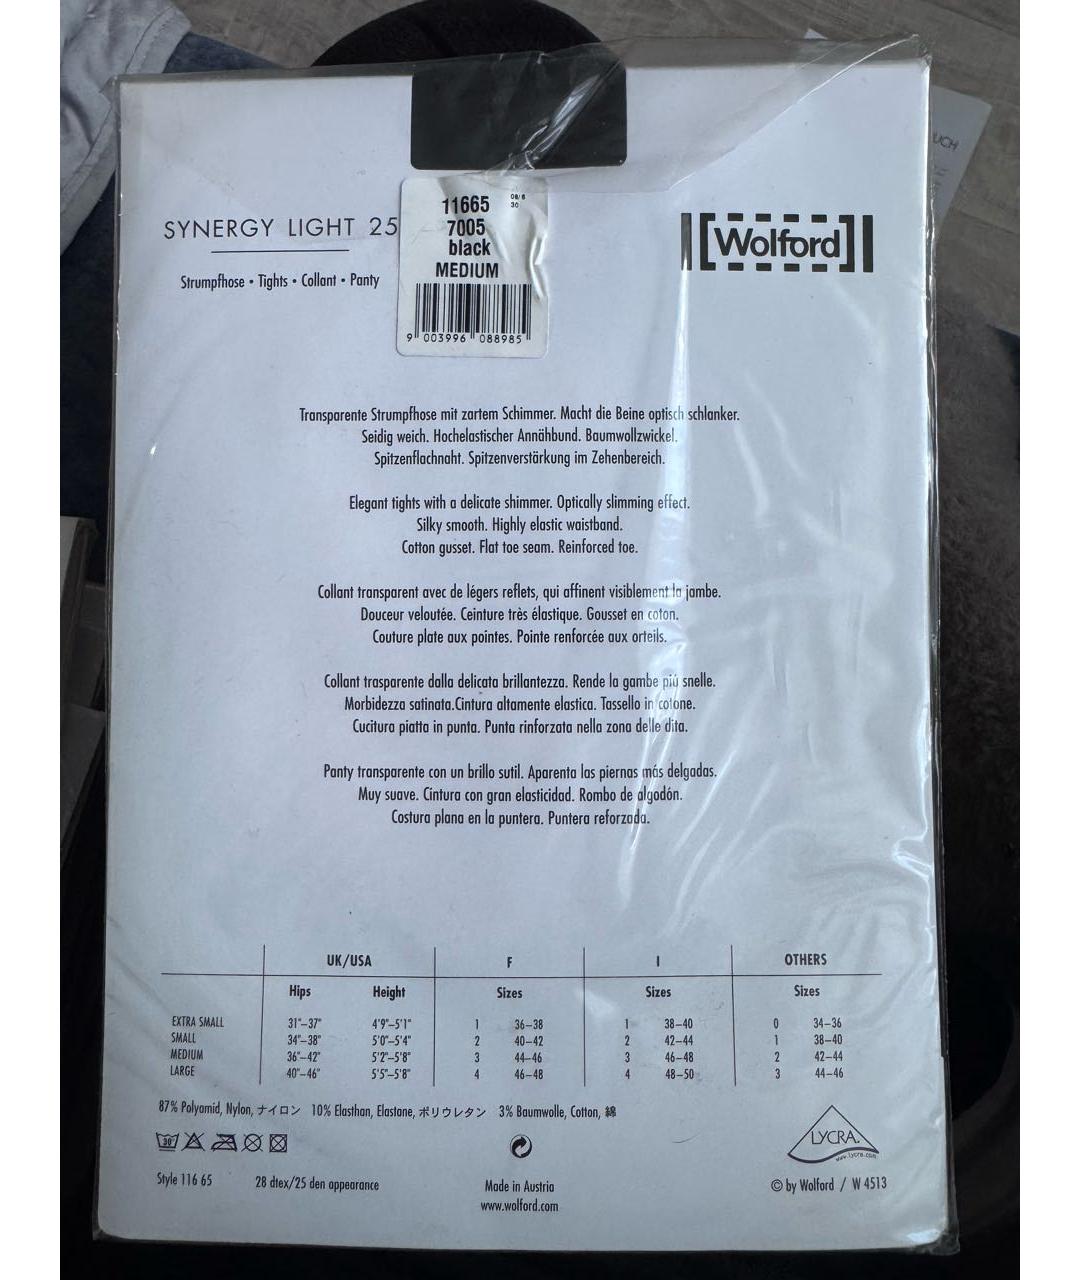 11665 08/6
30
7005
black
MEDIUM
9 003996 088985
SYNERGY LIGHT 25
Strumpfhose • Tights • Collant • Panty
[Wolford]
UCH
Transparente Strumpfhose mit zartem Schimmer. Macht die Beine optisch schlanker.
Seidig weich. Hochelastischer Annähbund. Baumwollzwickel.
Spitzenflachnaht. Spitzenverstärkung im Zehenbereich.
Elegant tights with a delicate shimmer. Optically slimming effect.
Silky smooth. Highly elastic waistband.
Cotton gusset. Flat toe seam. Reinforced toe.
Collant transparent avec de légers reflets, qui affinent visiblement la jambe.
Douceur veloutée. Ceinture très élastique. Gousset en coton.
Couture plate aux pointes. Pointe renforcée aux orteils.
Collant trasparente dalla delicata brillantezza. Rende la gambe più snelle.
Morbidezza satinata.Cintura altamente elastica. Tassello in cotone.
Cucitura piatta in punta. Punta rinforzata nella zona delle dita.
Panty transparente con un brillo sutil. Aparenta las piernas más delgadas.
Muy suave. Cintura con gran elasticidad. Rombo de algodón.
Costura plana en la puntera. Puntera reforzada.
UK/USA F I OTHERS
Hips Height Sizes Sizes Sizes
EXTRA SMALL 31"–37" 4'9"–5'1" 1 36–38 1 38–40 0 34–36
SMALL 34"–38" 5'0"–5'4" 2 40–42 2 42–44 1 38–40
MEDIUM 36"–42" 5'2"–5'8" 3 44–46 3 46–48 2 42–44
LARGE 40"–46" 5'5"–5'8" 4 46–48 4 48–50 3 44–46
87% Polyamid, Nylon, ナイロン 10% Elasthan, Elastane, ポリウレタン 3% Baumwolle, Cotton, 綿
30°
LYCRA.
www.lycra.com
Style 116 65 28 dtex/25 den appearance
Made in Austria
www.wolford.com
© by Wolford / W 4513